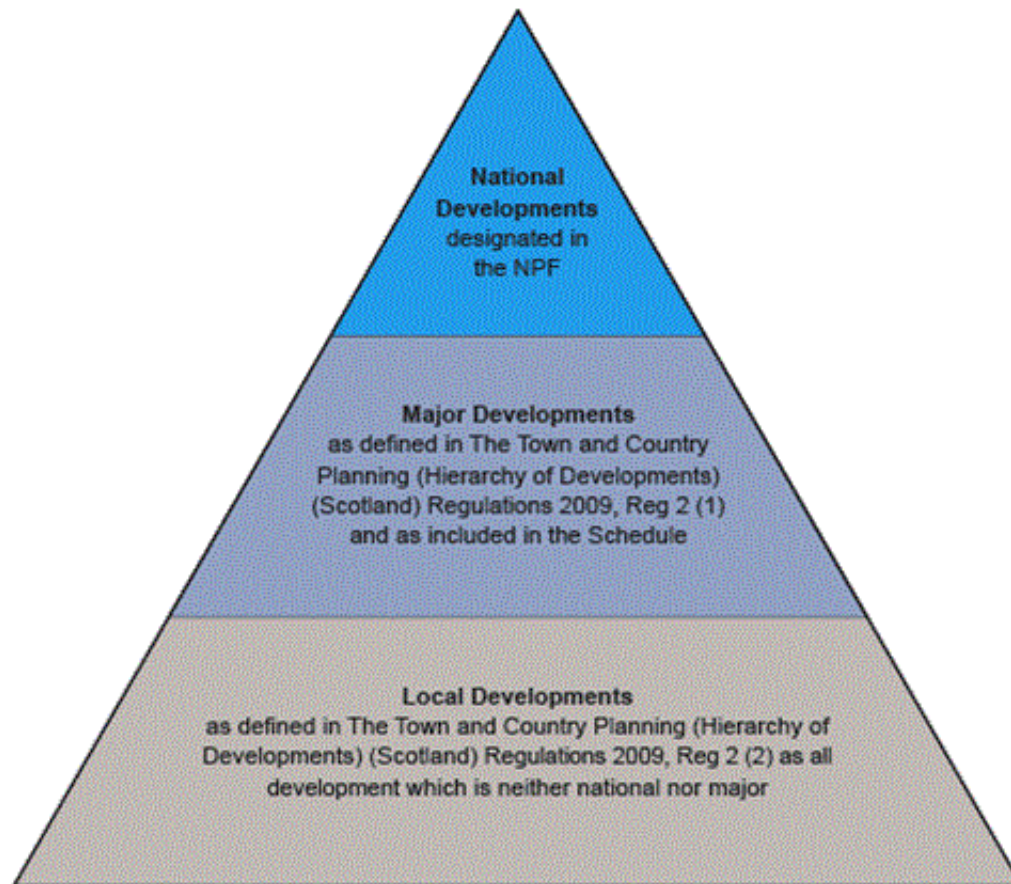 National
Developments
designated in
the NPF
Major Developments
as defined in The Town and Country
Planning (Hierarchy of Developments)
(Scotland) Regulations 2009, Reg 2 (1)
and as included in the Schedule
Local Developments
as defined in The Town and Country Planning (Hierarchy of
Developments) (Scotland) Regulations 2009, Reg 2 (2) as all
development which is neither national nor major